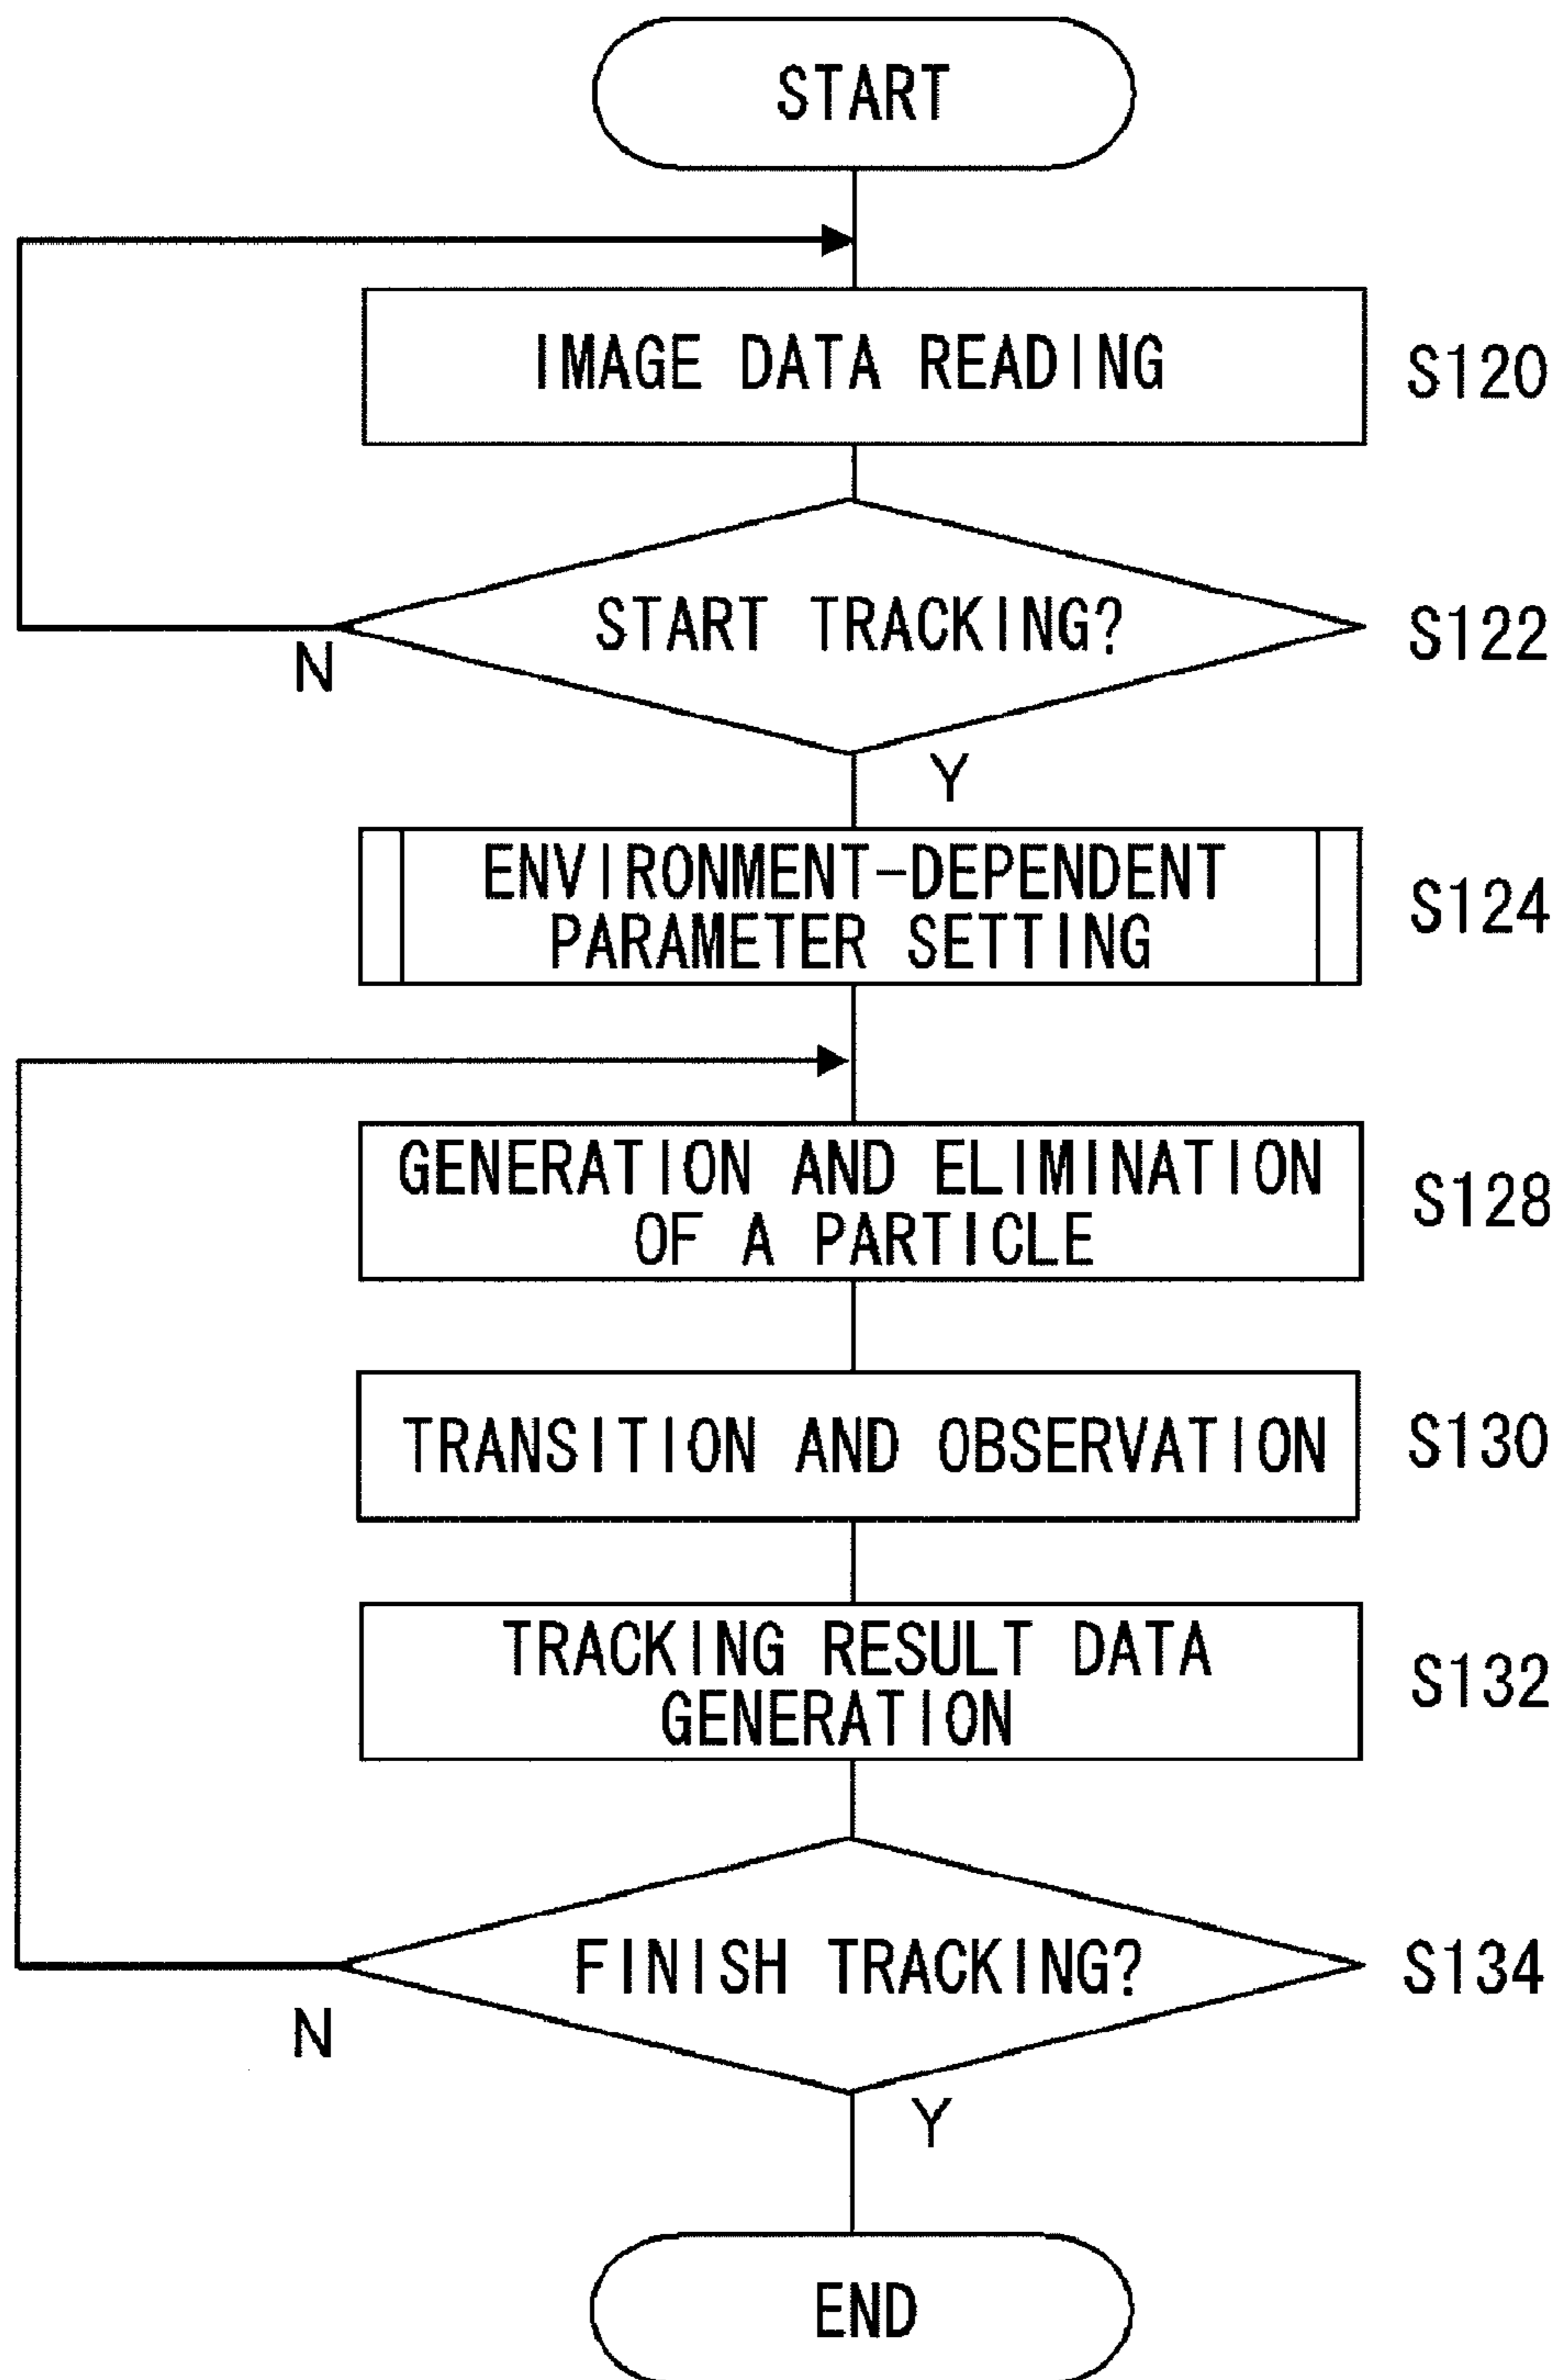 START
IMAGE DATA READING
S120
START TRACKING?
S122
N
Y
ENVIRONMENT-DEPENDENT
PARAMETER SETTING
S124
GENERATION AND ELIMINATION
OF A PARTICLE
S128
TRANSITION AND OBSERVATION
S130
TRACKING RESULT DATA
GENERATION
S132
FINISH TRACKING?
S134
N
Y
END